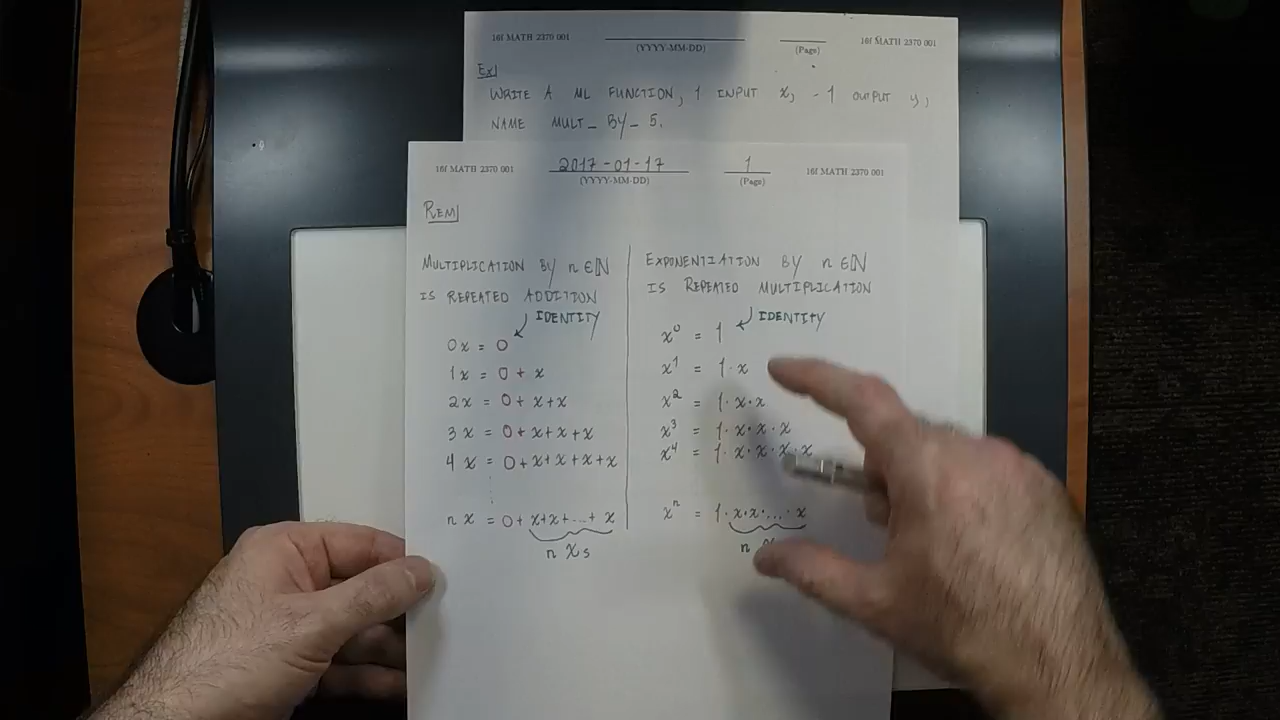 16f MATH 2370 001 (YYYY-MM-DD) (Page) 16f MATH 2370 001
Ex
WRITE A ML FUNCTION, 1 INPUT x, - 1 OUTPUT y,
NAME MULT_BY_5.
16f MATH 2370 001 2017-01-17 (YYYY-MM-DD) 1 (Page) 16f MATH 2370 001
REM
MULTIPLICATION BY n ∈ ℕ
IS REPEATED ADDITION
IDENTITY
0x = 0
1x = 0 + x
2x = 0 + x + x
3x = 0 + x + x + x
4x = 0 + x + x + x + x
⋮
nx = 0 + x + x + ... + x
n xs
EXPONENTIATION BY n ∈ ℕ
IS REPEATED MULTIPLICATION
IDENTITY
x⁰ = 1
x¹ = 1 · x
x² = 1 · x · x
x³ = 1 · x · x · x
x⁴ = 1 · x · x · x · x
xⁿ = 1 · x · x · ... · x
n